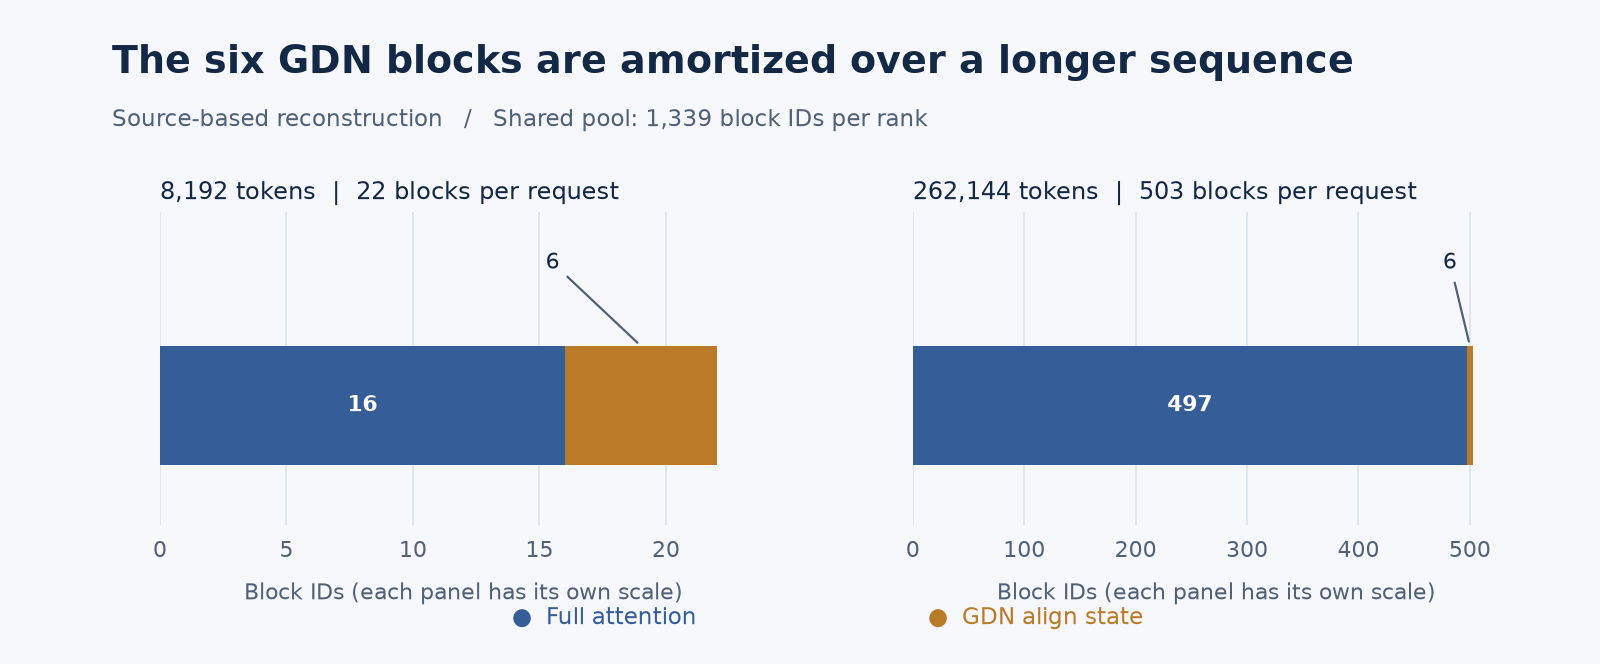 The six GDN blocks are amortized over a longer sequence
Source-based reconstruction / Shared pool: 1,339 block IDs per rank
8,192 tokens | 22 blocks per request
6
16
0 5 10 15 20
Block IDs (each panel has its own scale)
262,144 tokens | 503 blocks per request
6
497
0 100 200 300 400 500
Block IDs (each panel has its own scale)
Full attention
GDN align state